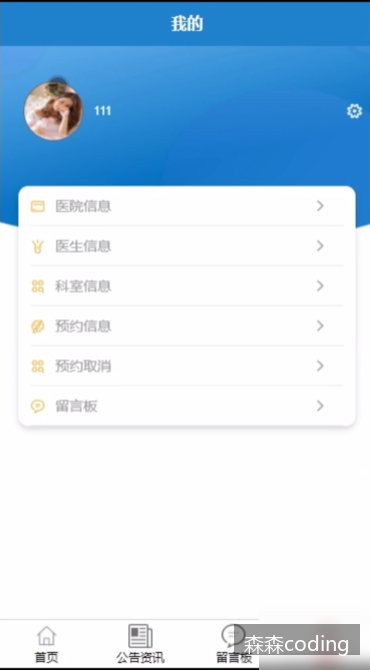 我的
111
医院信息
医生信息
科室信息
预约信息
预约取消
留言板
首页
公告资讯
留言板
森森coding